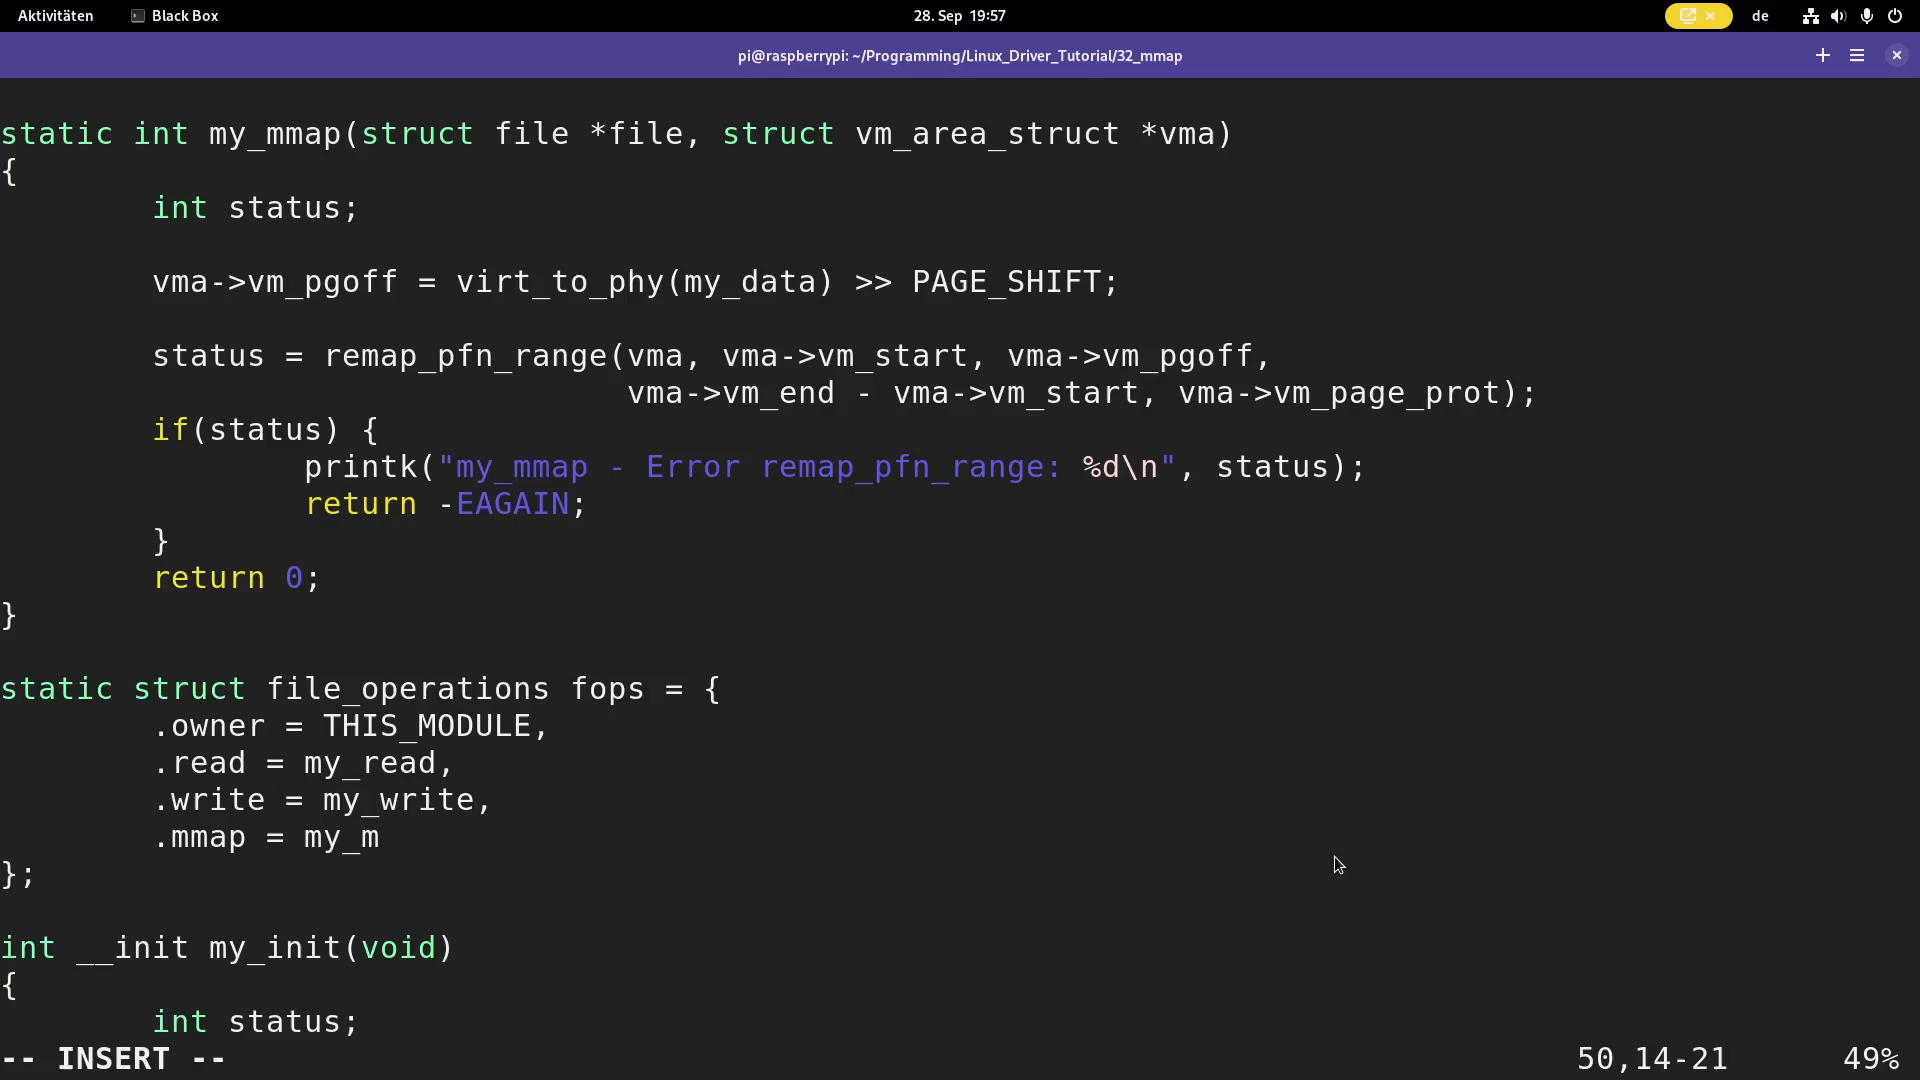 Aktivitäten Black Box 28. Sep 19:57 de
pi@raspberrypi: ~/Programming/Linux_Driver_Tutorial/32_mmap
static int my_mmap(struct file *file, struct vm_area_struct *vma)
{
        int status;
        vma->vm_pgoff = virt_to_phy(my_data) >> PAGE_SHIFT;
        status = remap_pfn_range(vma, vma->vm_start, vma->vm_pgoff,
                                 vma->vm_end - vma->vm_start, vma->vm_page_prot);
        if(status) {
                printk("my_mmap - Error remap_pfn_range: %d\n", status);
                return -EAGAIN;
        }
        return 0;
}
static struct file_operations fops = {
        .owner = THIS_MODULE,
        .read = my_read,
        .write = my_write,
        .mmap = my_m
};
int __init my_init(void)
{
        int status;
-- INSERT -- 50,14-21 49%